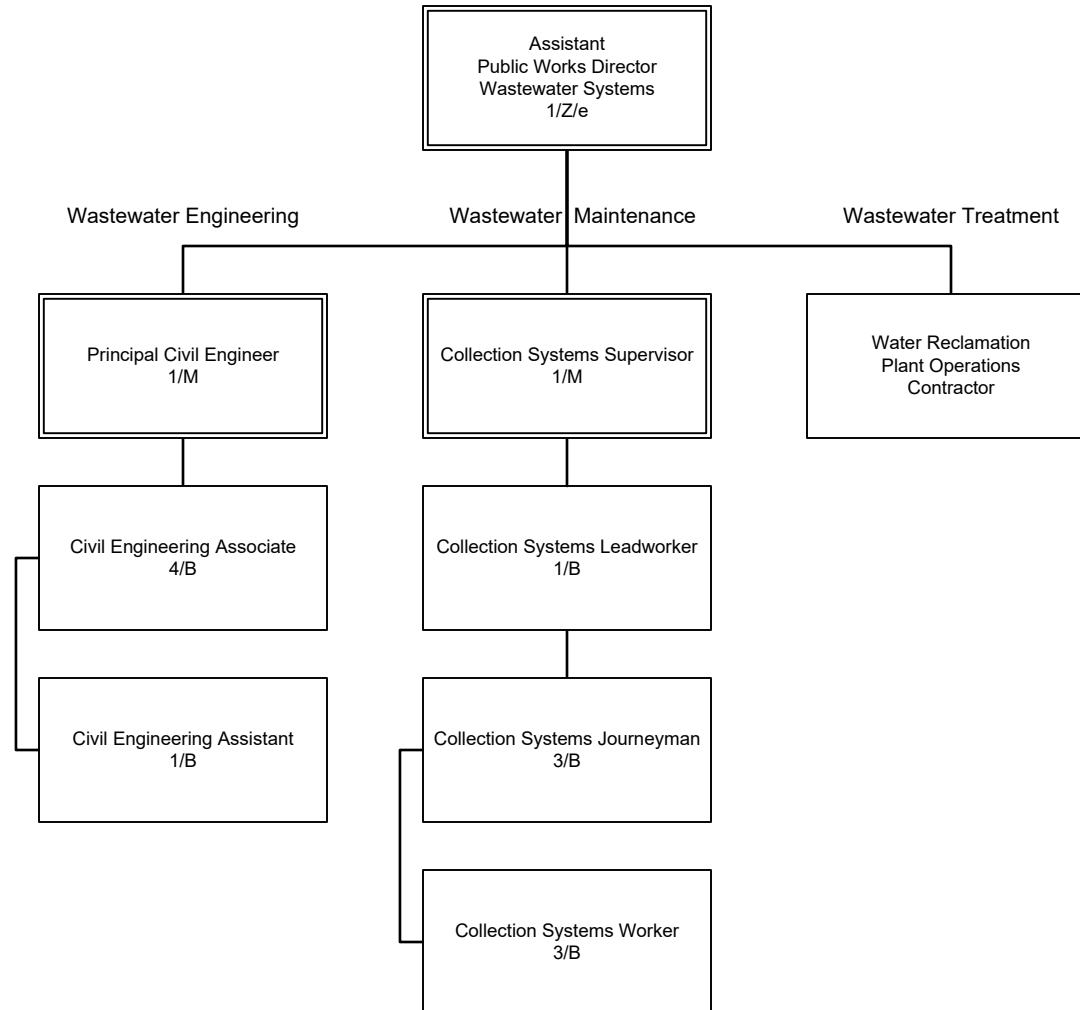 Assistant
Public Works Director
Wastewater Systems
1/Z/e
Wastewater Engineering
Wastewater Maintenance
Wastewater Treatment
Principal Civil Engineer
1/M
Collection Systems Supervisor
1/M
Water Reclamation
Plant Operations
Contractor
Civil Engineering Associate
4/B
Collection Systems Leadworker
1/B
Civil Engineering Assistant
1/B
Collection Systems Journeyman
3/B
Collection Systems Worker
3/B